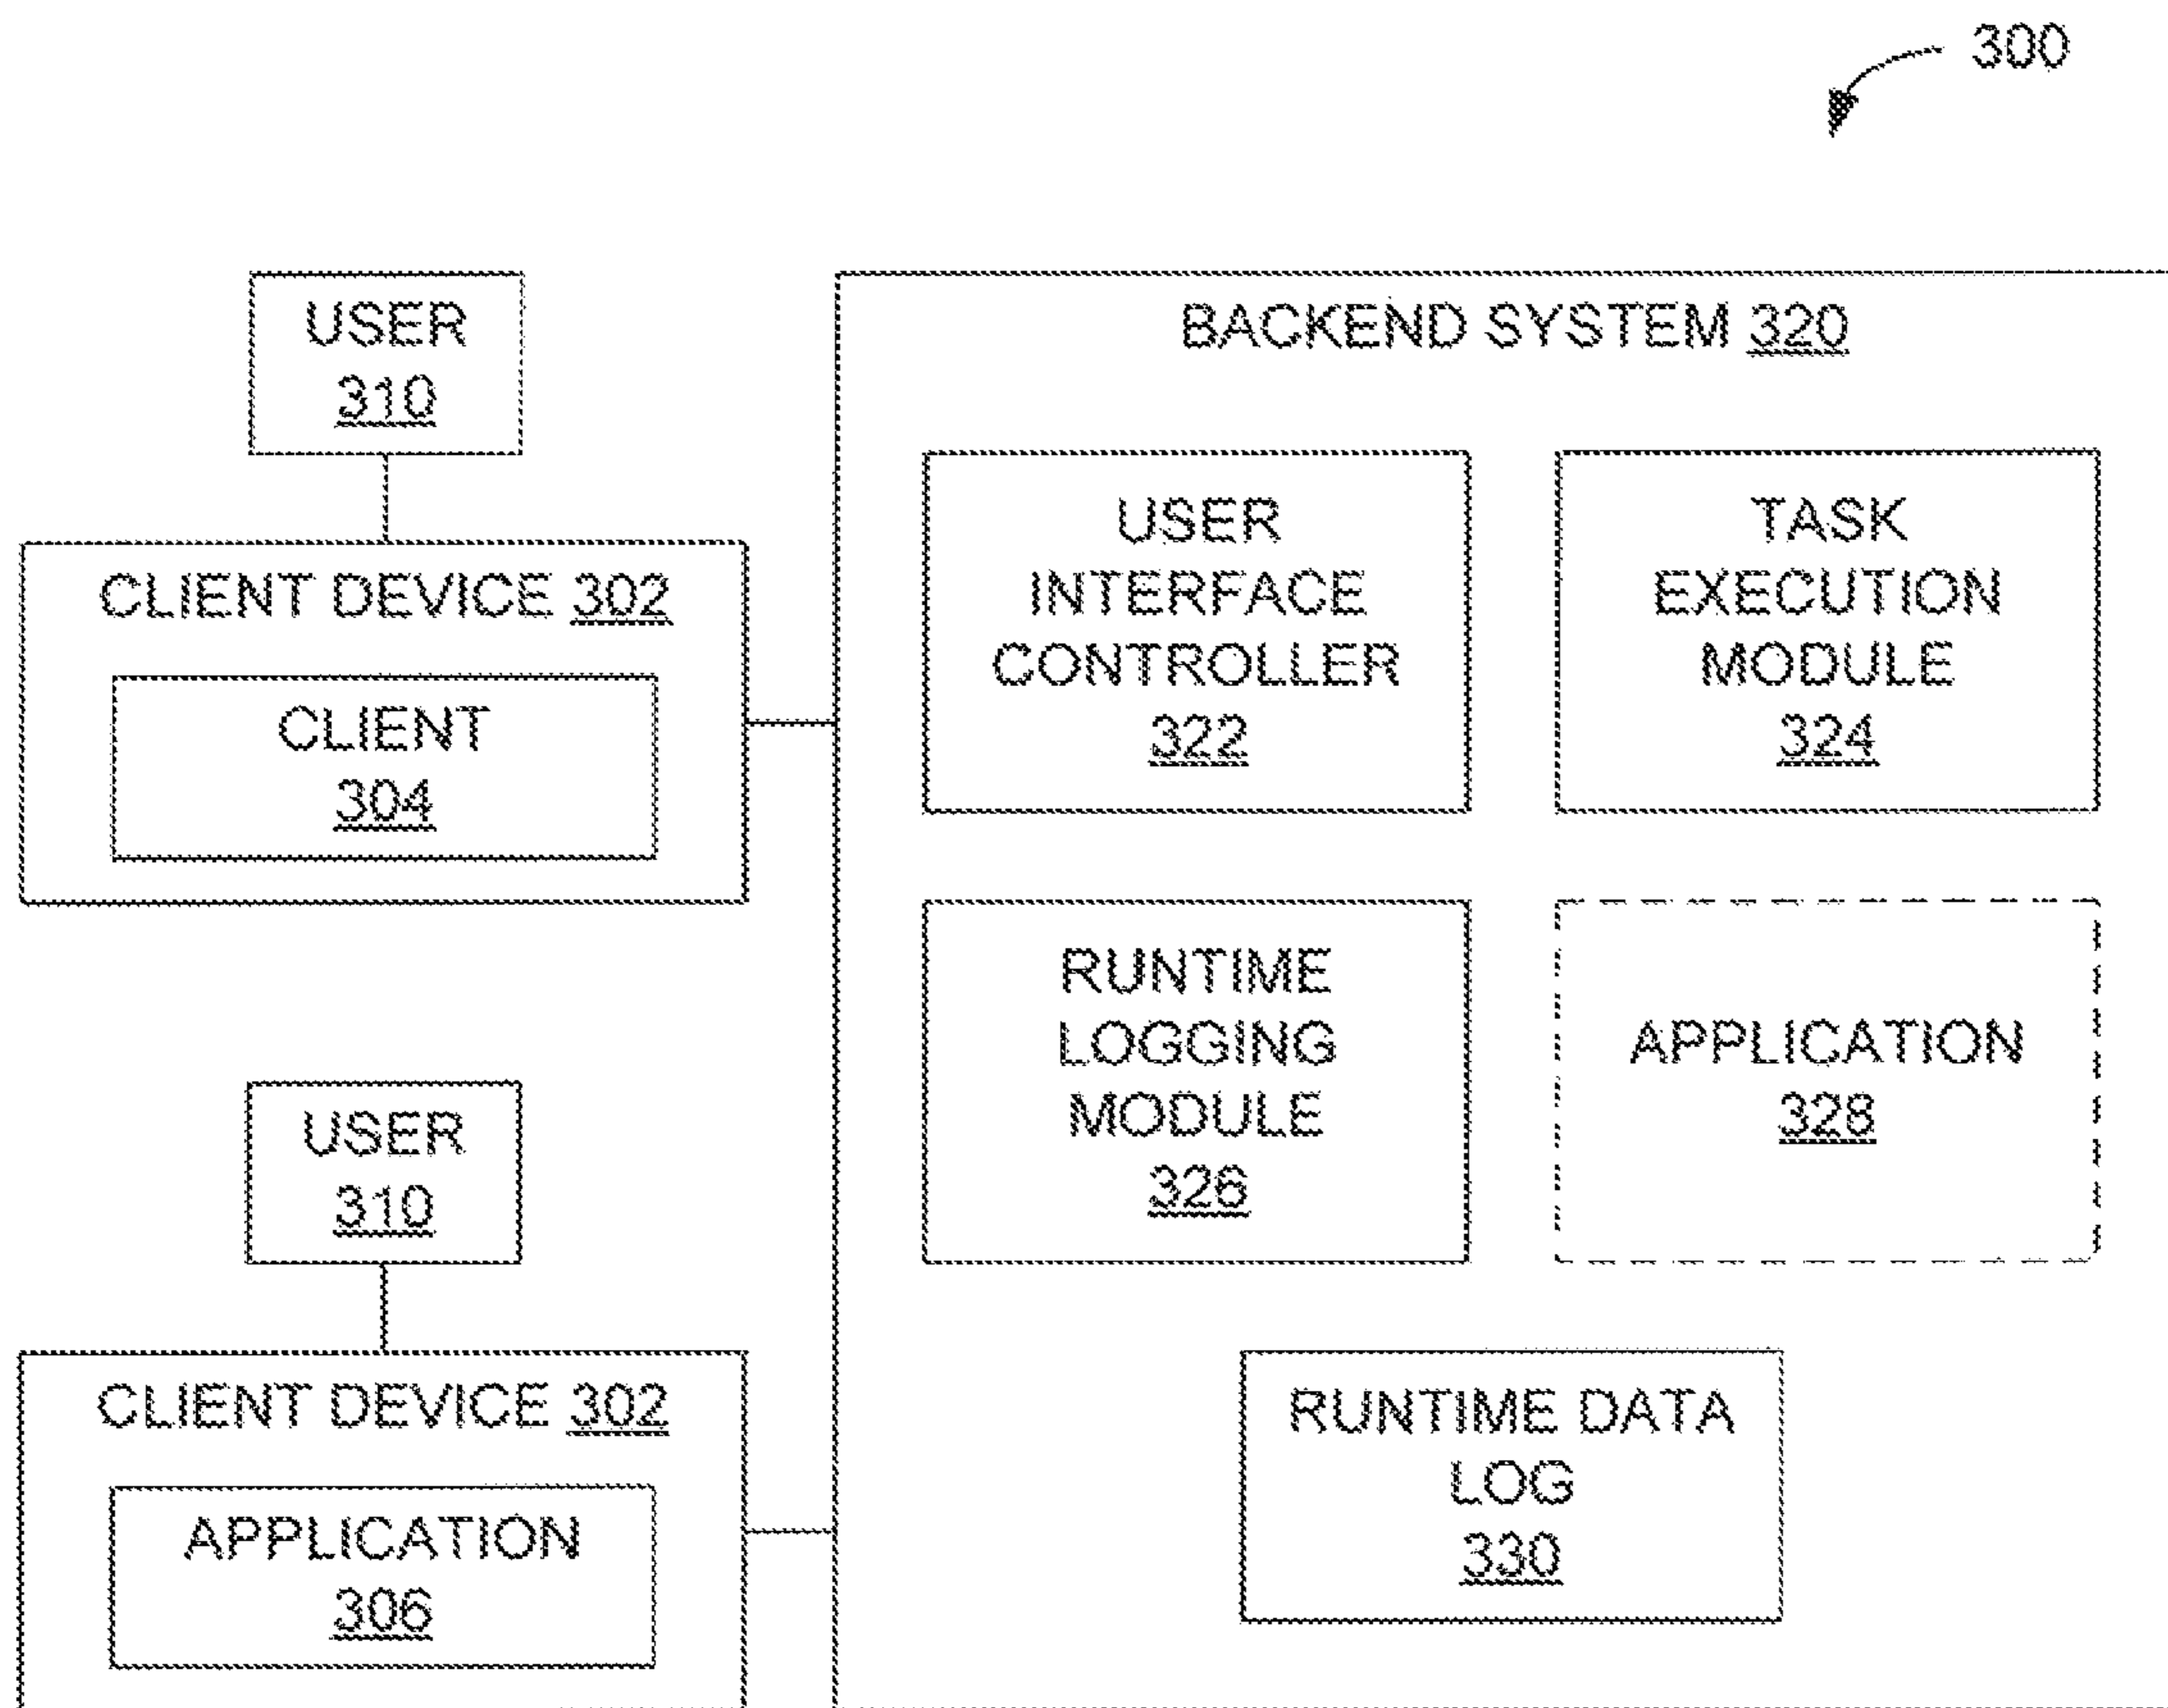 300
USER
310
CLIENT DEVICE 302
CLIENT
304
USER
310
CLIENT DEVICE 302
APPLICATION
306
BACKEND SYSTEM 320
USER
INTERFACE
CONTROLLER
322
TASK
EXECUTION
MODULE
324
RUNTIME
LOGGING
MODULE
326
APPLICATION
328
RUNTIME DATA
LOG
330